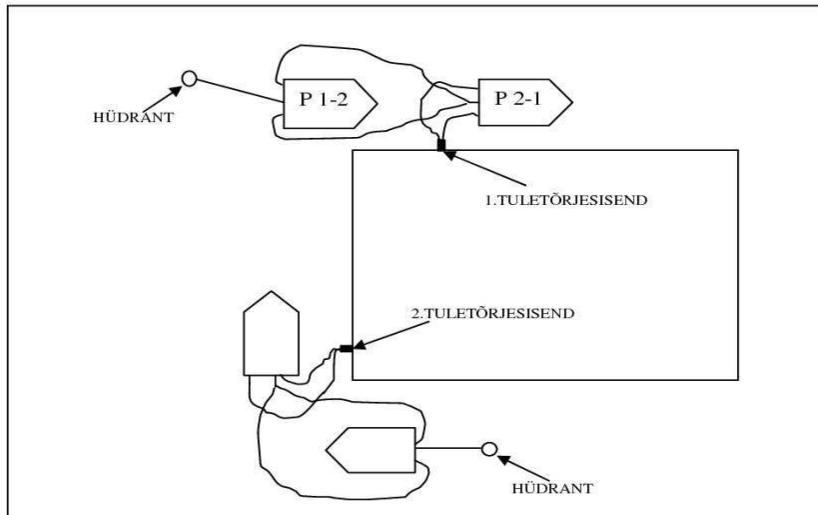 P 1-2
P 2-1
HÜDRANT
1.TULETÕRJESISEND
2.TULETÕRJESISEND
HÜDRANT